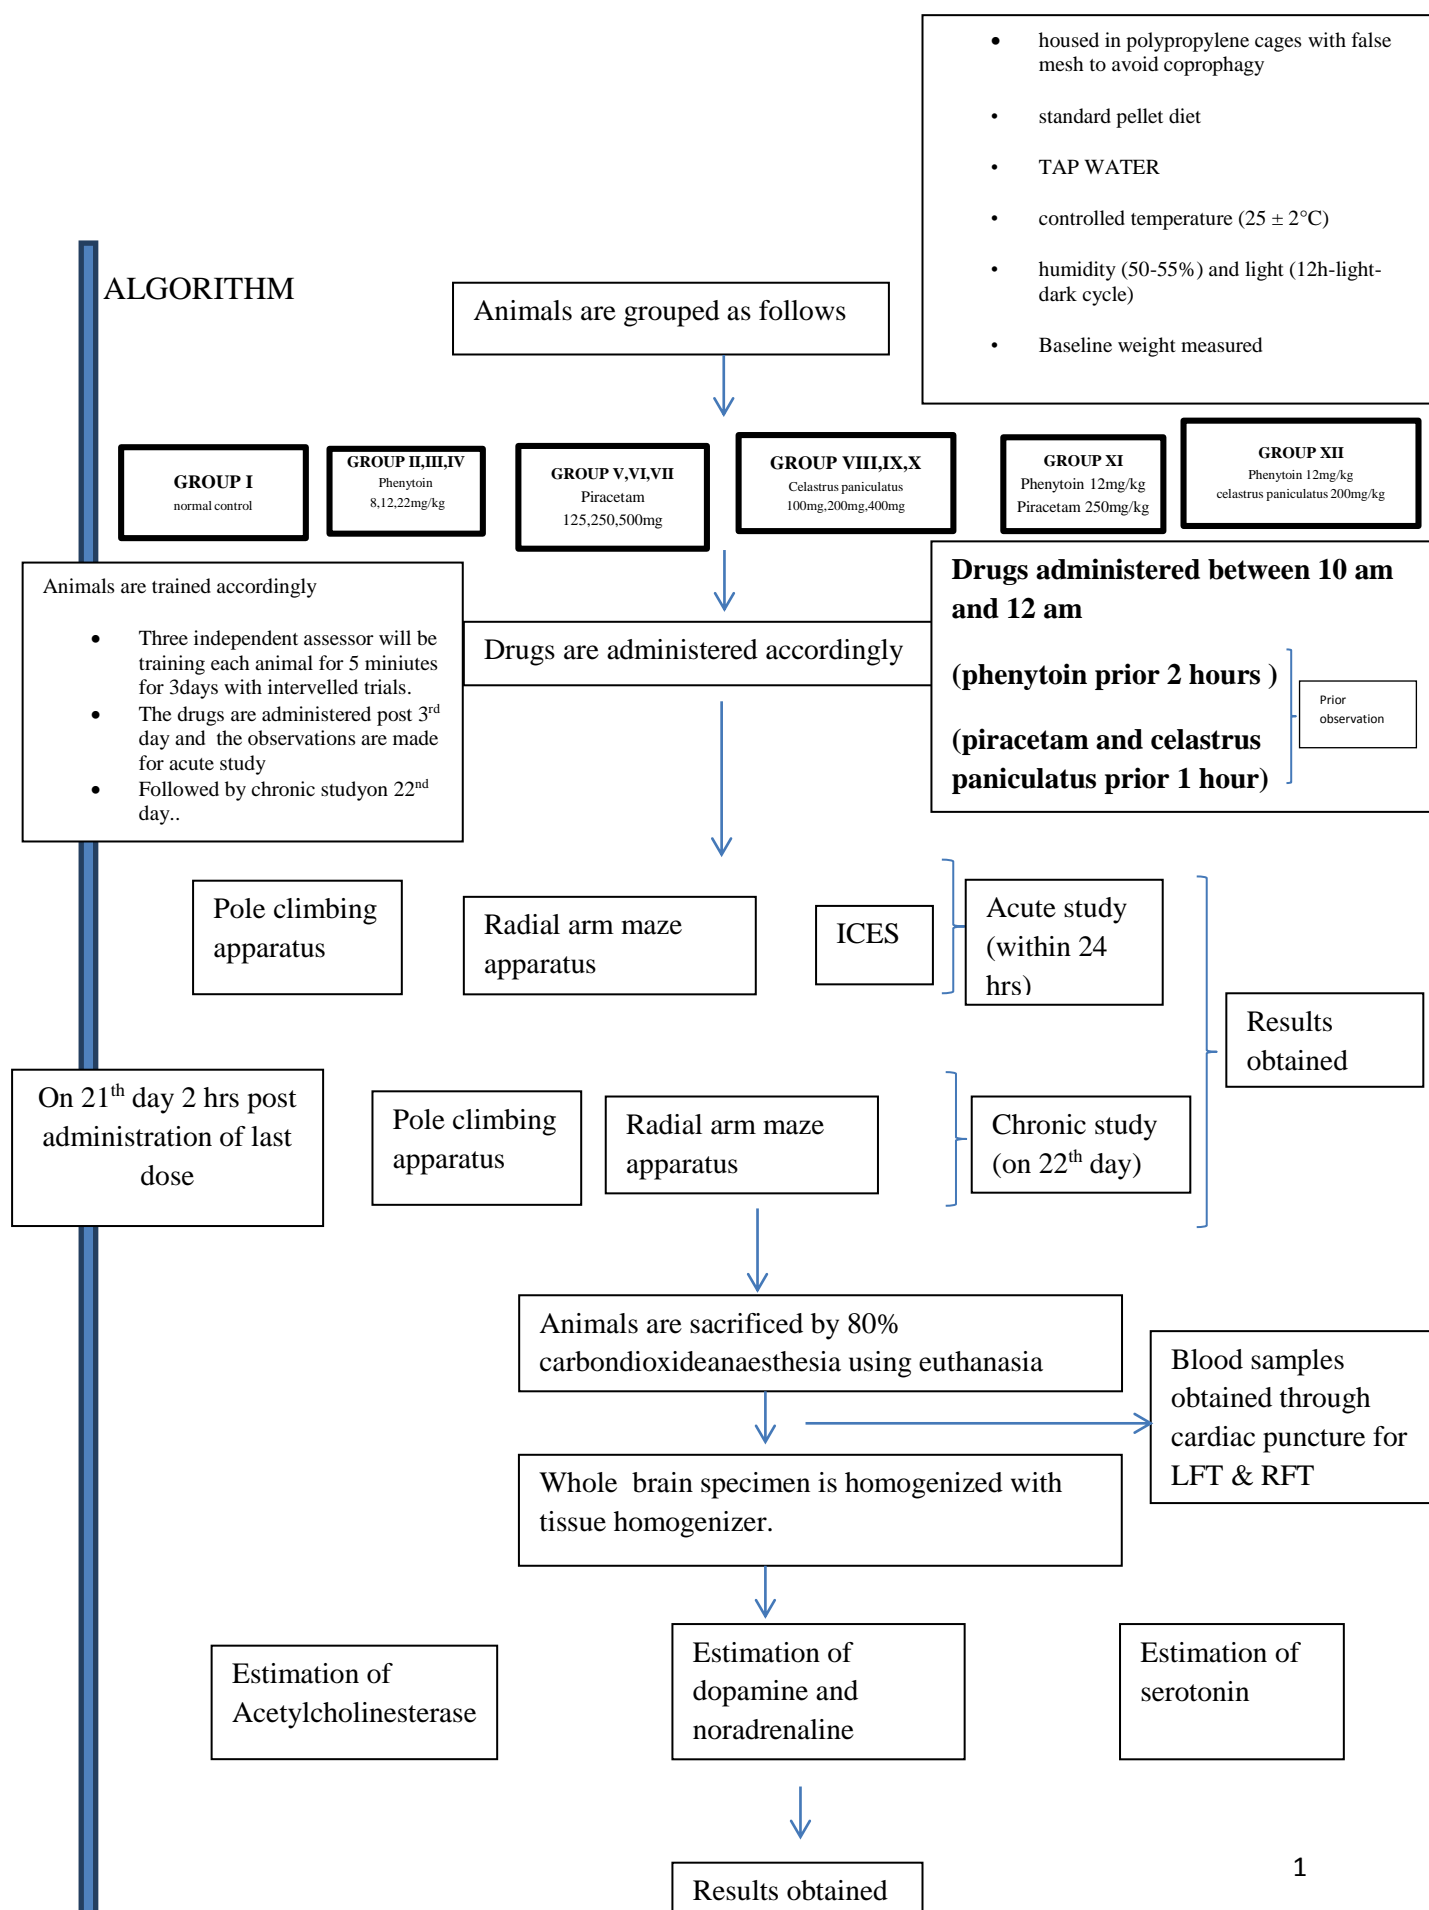 • housed in polypropylene cages with false
mesh to avoid coprophagy
• standard pellet diet
• TAP WATER
• controlled temperature (25 ± 2°C)
• humidity (50-55%) and light (12h-light-
dark cycle)
• Baseline weight measured
ALGORITHM
Animals are grouped as follows
GROUP I
normal control
GROUP II,III,IV
Phenytoin
8,12,22mg/kg
GROUP V,VI,VII
Piracetam
125,250,500mg
GROUP VIII,IX,X
Celastrus paniculatus
100mg,200mg,400mg
GROUP XI
Phenytoin 12mg/kg
Piracetam 250mg/kg
GROUP XII
Phenytoin 12mg/kg
celastrus paniculatus 200mg/kg
Animals are trained accordingly
• Three independent assessor will be
training each animal for 5 miniutes
for 3days with intervelled trials.
• The drugs are administered post 3rd
day and the observations are made
for acute study
• Followed by chronic studyon 22nd
day..
Drugs are administered accordingly
Drugs administered between 10 am
and 12 am
(phenytoin prior 2 hours )
(piracetam and celastrus
paniculatus prior 1 hour)
Prior
observation
Pole climbing
apparatus
Radial arm maze
apparatus
ICES
Acute study
(within 24
hrs)
Results
obtained
On 21th day 2 hrs post
administration of last
dose
Pole climbing
apparatus
Radial arm maze
apparatus
Chronic study
(on 22th day)
Animals are sacrificed by 80%
carbondioxideanaesthesia using euthanasia
Blood samples
obtained through
cardiac puncture for
LFT & RFT
Whole brain specimen is homogenized with
tissue homogenizer.
Estimation of
Acetylcholinesterase
Estimation of
dopamine and
noradrenaline
Estimation of
serotonin
Results obtained
1